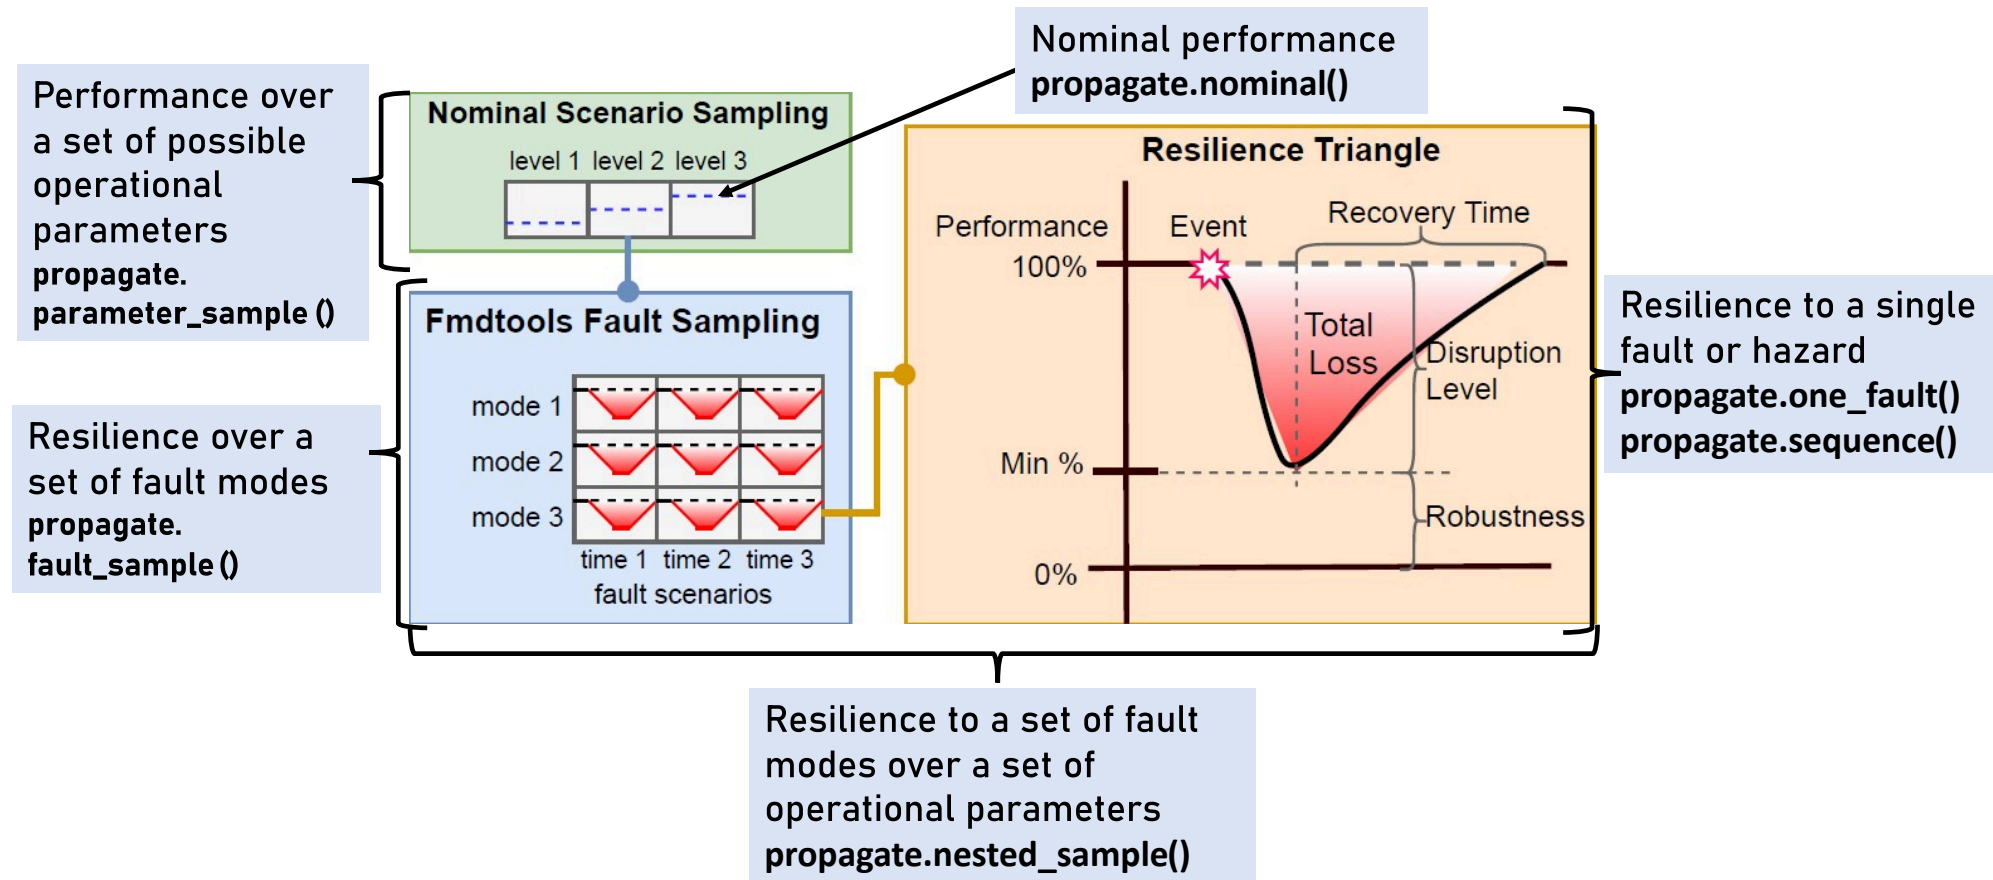 Nominal performance
propagate.nominal()
Performance over
a set of possible
operational
parameters
propagate.
parameter_sample()
Nominal Scenario Sampling
level 1 level 2 level 3
Fmdtools Fault Sampling
mode 1
mode 2
mode 3
time 1 time 2 time 3
fault scenarios
Resilience over a
set of fault modes
propagate.
fault_sample()
Resilience Triangle
Performance
Event
Recovery Time
100%
Total
Loss
Disruption
Level
Min %
Robustness
0%
Resilience to a single
fault or hazard
propagate.one_fault()
propagate.sequence()
Resilience to a set of fault
modes over a set of
operational parameters
propagate.nested_sample()